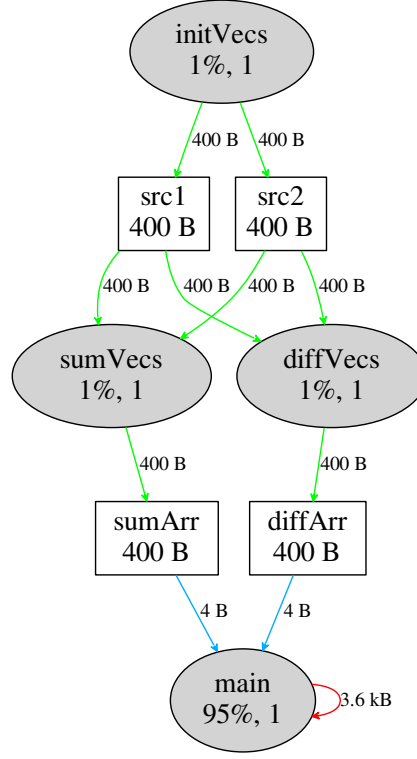 initVecs
1%, 1
400 B
400 B
src1
400 B
src2
400 B
400 B
400 B
400 B
400 B
sumVecs
1%, 1
diffVecs
1%, 1
400 B
400 B
sumArr
400 B
diffArr
400 B
4 B
4 B
main
95%, 1
3.6 kB